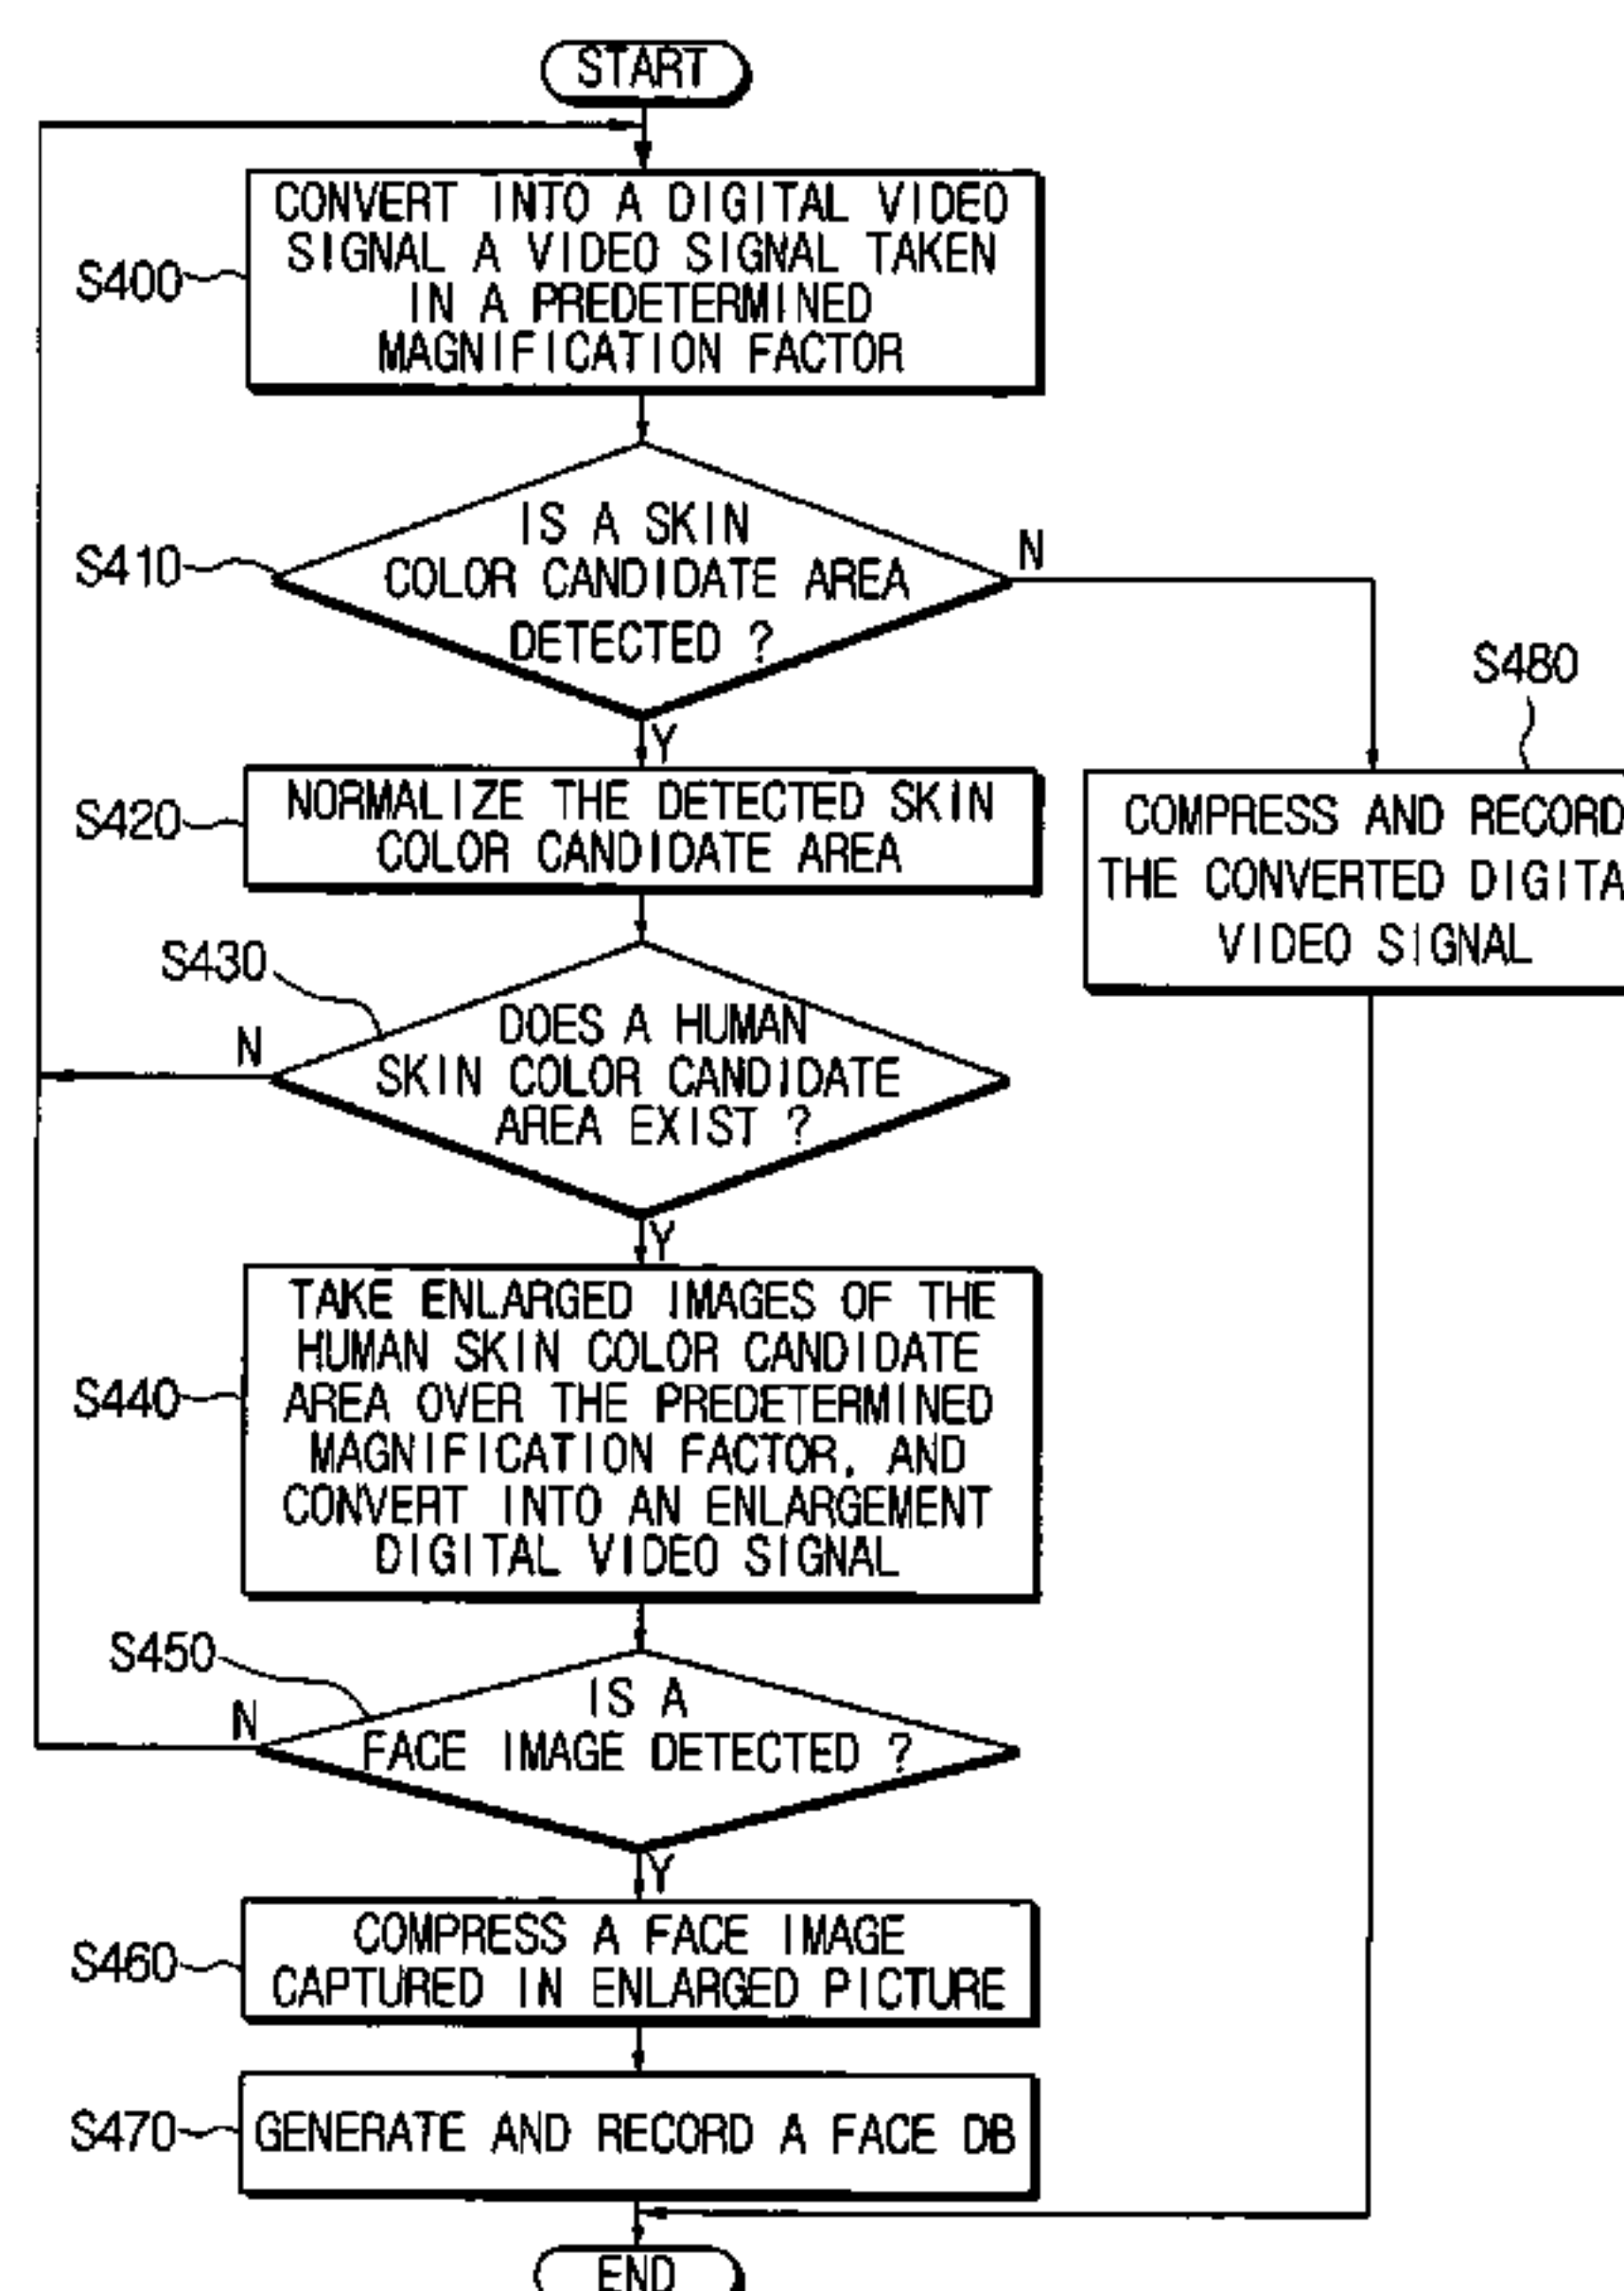 START
CONVERT INTO A DIGITAL VIDEO
SIGNAL A VIDEO SIGNAL TAKEN
IN A PREDETERMINED
MAGNIFICATION FACTOR
S400
IS A SKIN
COLOR CANDIDATE AREA
DETECTED ?
S410
N
Y
S480
COMPRESS AND RECORD
THE CONVERTED DIGITA
VIDEO SIGNAL
NORMALIZE THE DETECTED SKIN
COLOR CANDIDATE AREA
S420
S430
N
DOES A HUMAN
SKIN COLOR CANDIDATE
AREA EXIST ?
Y
TAKE ENLARGED IMAGES OF THE
HUMAN SKIN COLOR CANDIDATE
AREA OVER THE PREDETERMINED
MAGNIFICATION FACTOR, AND
CONVERT INTO AN ENLARGEMENT
DIGITAL VIDEO SIGNAL
S440
S450
N
IS A
FACE IMAGE DETECTED ?
Y
COMPRESS A FACE IMAGE
CAPTURED IN ENLARGED PICTURE
S460
S470
GENERATE AND RECORD A FACE DB
END